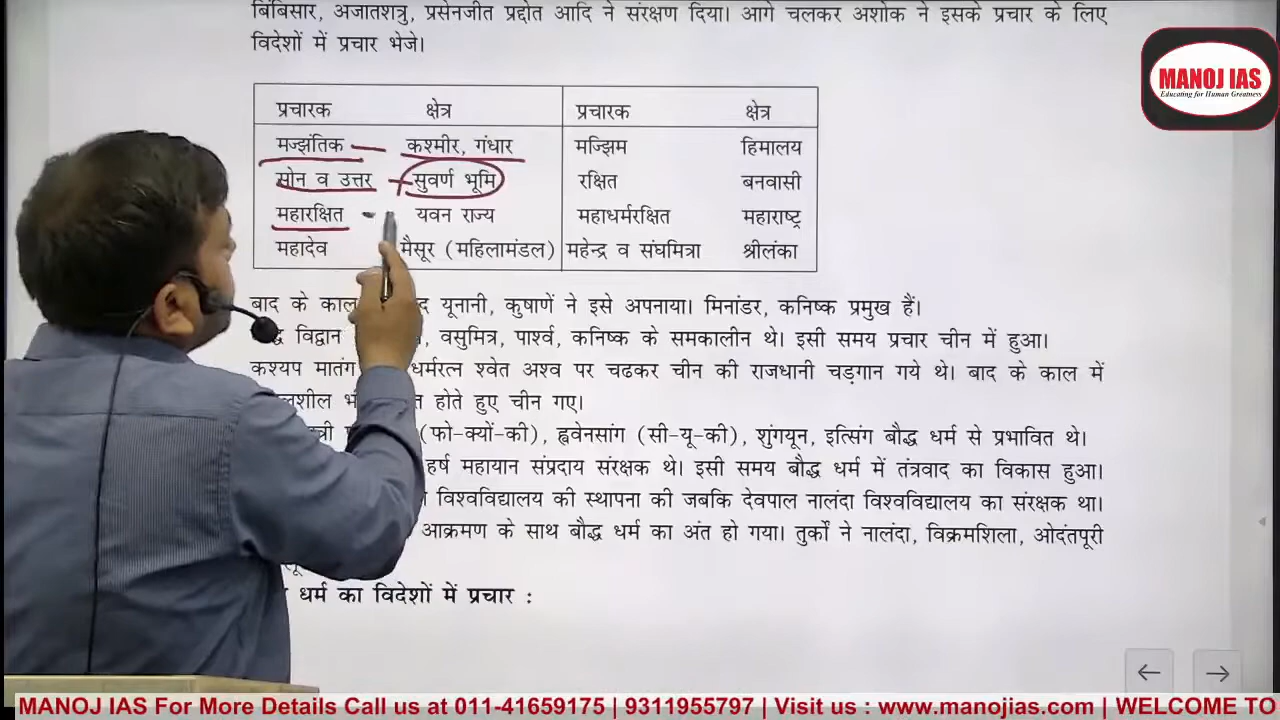 बिंबिसार, अजातशत्रु, प्रसेनजीत प्रद्दोत आदि ने संरक्षण दिया। आगे चलकर अशोक ने इसके प्रचार के लिए
विदेशों में प्रचार भेजे।
MANOJ IAS
Educating for Human Greatness
प्रचारक क्षेत्र प्रचारक क्षेत्र
मज्झंतिक कश्मीर, गंधार मज्झिम हिमालय
सोन व उत्तर सुवर्ण भूमि रक्षित बनवासी
महारक्षित यवन राज्य महाधर्मरक्षित महाराष्ट्र
महादेव मैसूर (महिलामंडल) महेन्द्र व संघमित्रा श्रीलंका
बाद के काल यूनानी, कुषाणें ने इसे अपनाया। मिनांडर, कनिष्क प्रमुख हैं।
विद्वान वसुमित्र, पार्श्व, कनिष्क के समकालीन थे। इसी समय प्रचार चीन में हुआ।
कश्यप मातंग धर्मरत्न श्वेत अश्व पर चढकर चीन की राजधानी चड़गान गये थे। बाद के काल में
होते हुए चीन गए।
(फो-क्यों-की), ह्ववेनसांग (सी-यू-की), शुंगयून, इत्सिंग बौद्ध धर्म से प्रभावित थे।
हर्ष महायान संप्रदाय संरक्षक थे। इसी समय बौद्ध धर्म में तंत्रवाद का विकास हुआ।
विश्वविद्यालय की स्थापना की जबकि देवपाल नालंदा विश्वविद्यालय का संरक्षक था।
आक्रमण के साथ बौद्ध धर्म का अंत हो गया। तुर्को ने नालंदा, विक्रमशिला, ओदंतपूरी
धर्म का विदेशों में प्रचार :
MANOJ IAS For More Details Call us at 011-41659175 | 9311955797 | Visit us : www.manojias.com | WELCOME TO